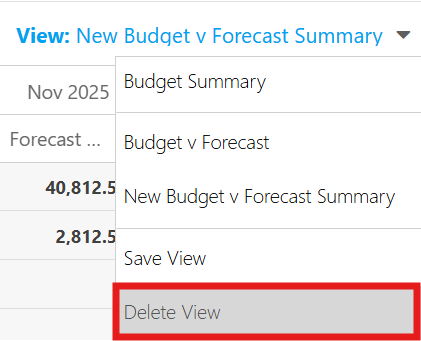 View: New Budget v Forecast Summary
Budget Summary
Nov 2025
Budget v Forecast
Forecast ...
New Budget v Forecast Summary
40,812.5
2,812.5
Save View
Delete View